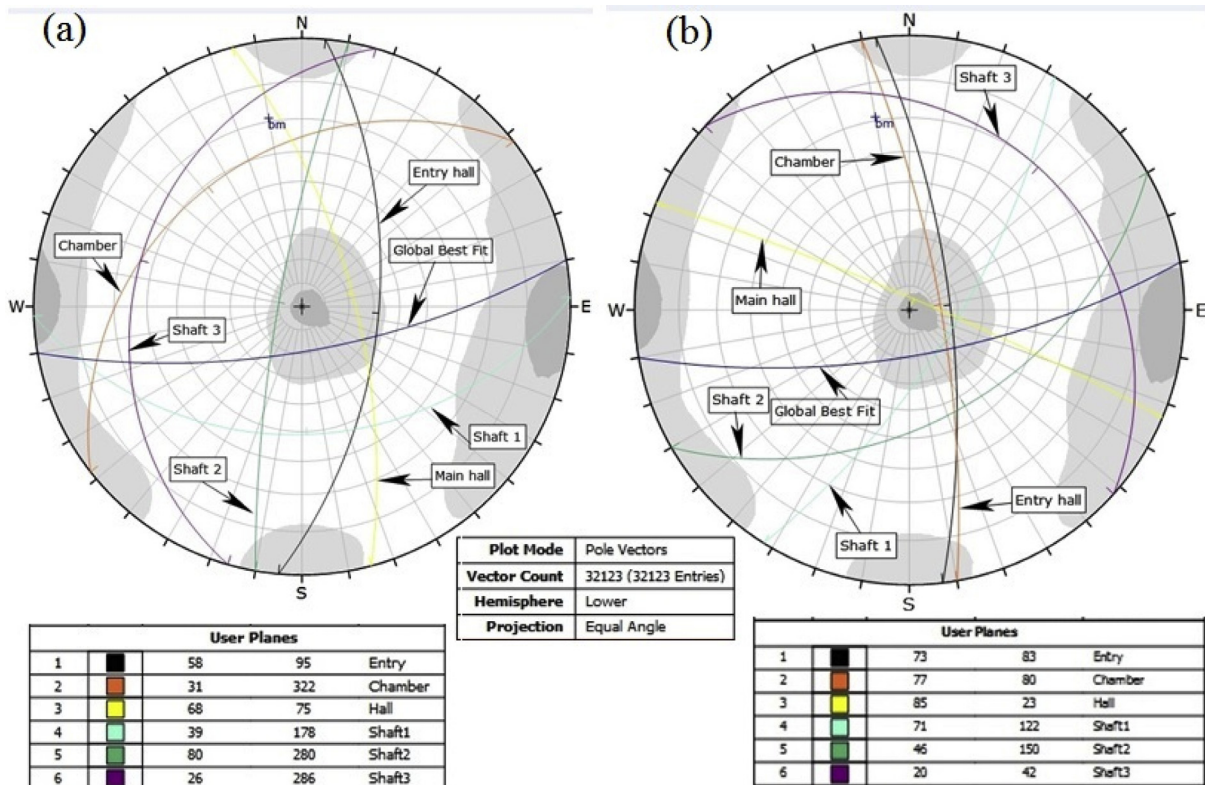 (a)
N
bm
Entry hall
Chamber
Global Best Fit
W
E
Shaft 3
Shaft 1
Shaft 2
Main hall
S
(b)
N
Shaft 3
bm
Chamber
Main hall
W
E
Shaft 2
Global Best Fit
Entry hall
Shaft 1
S
Plot Mode Pole Vectors
Vector Count 32123 (32123 Entries)
Hemisphere Lower
Projection Equal Angle
User Planes
1 58 95 Entry
2 31 322 Chamber
3 68 75 Hall
4 39 178 Shaft1
5 80 280 Shaft2
6 26 286 Shaft3
User Planes
1 73 83 Entry
2 77 80 Chamber
3 85 23 Hall
4 71 122 Shaft1
5 46 150 Shaft2
6 20 42 Shaft3